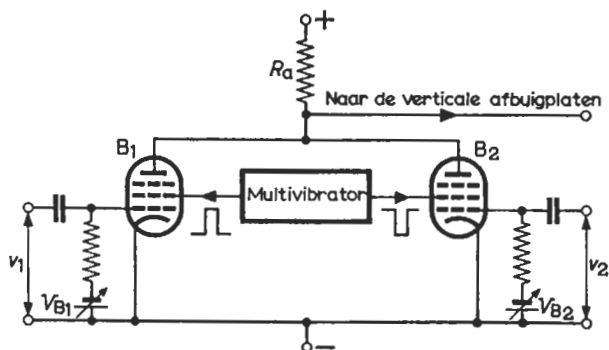 +
Ra
Naar de verticale afbuigplaten
B1
B2
Multivibrator
v1
v2
VB1
VB2
−